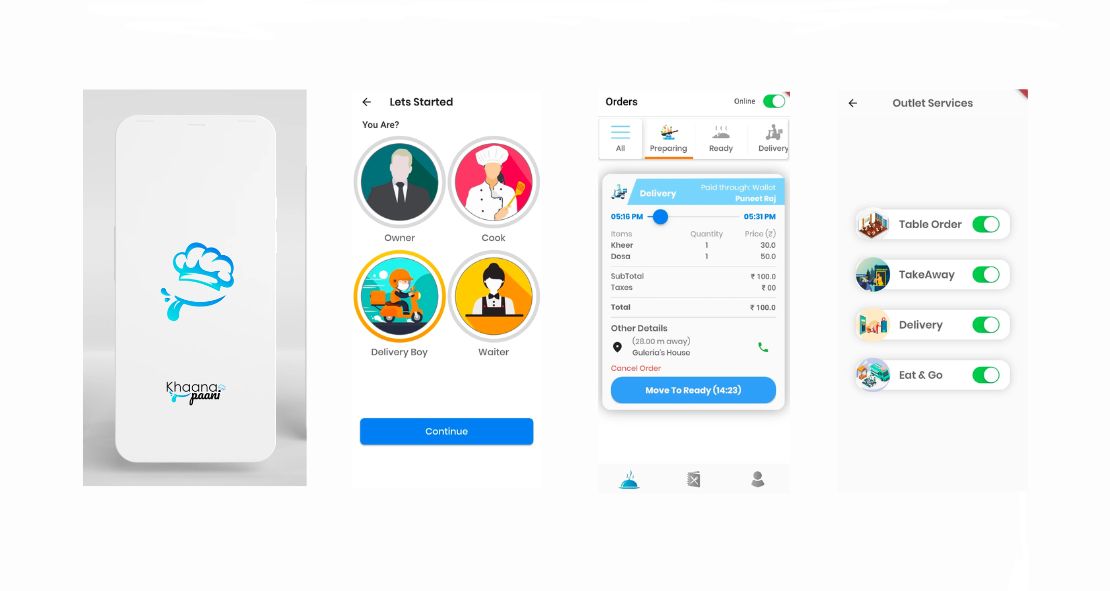 Khaana
paani
Lets Started
You Are?
Owner
Cook
Delivery Boy
Waiter
Continue
Orders
Online
All
Preparing
Ready
Delivery
Delivery
Paid through: Wallet
Puneet Raj
05:16 PM
05:31 PM
Items Quantity Price (₹)
Kheer 1 30.0
Dosa 1 50.0
SubTotal ₹ 100.0
Taxes ₹ 00
Total ₹ 100.0
Other Details
(28.00 m away)
Guleria's House
Cancel Order
Move To Ready (14:23)
Outlet Services
Table Order
TakeAway
Delivery
Eat & Go